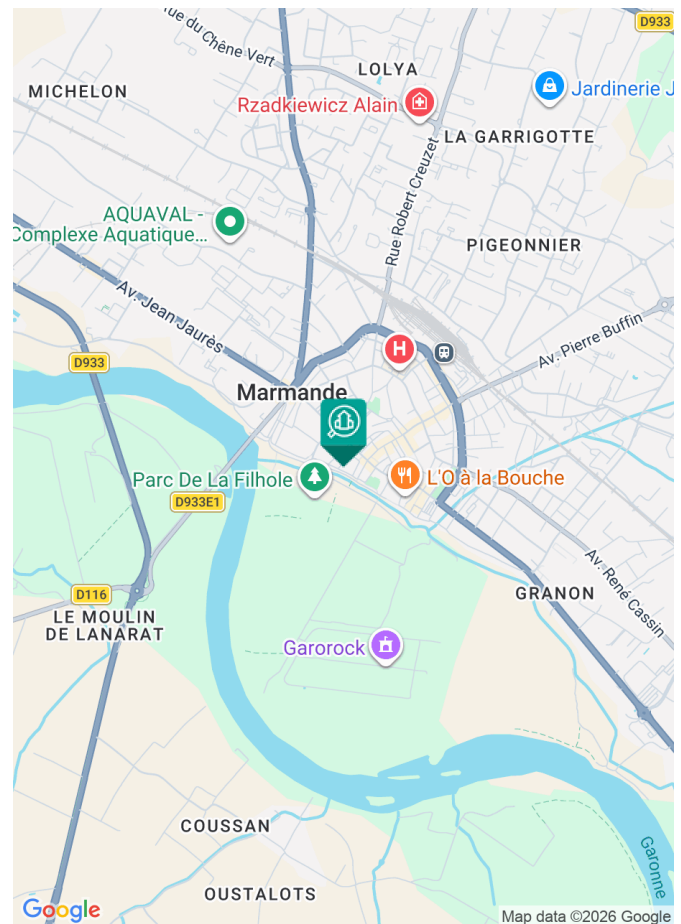 Rue du Chêne Vert
D933
LOLYA
MICHELON
Rzadkiewicz Alain
Jardinerie J
LA GARRIGOTTE
Rue Robert Creuzet
AQUAVAL -
Complexe Aquatique...
PIGEONNIER
Av. Jean Jaurès
Av. Pierre Buffin
H
D933
Marmande
Parc De La Filhole
L'O à la Bouche
D933E1
Av. René Cassin
D116
GRANON
LE MOULIN
DE LANARAT
Garorock
COUSSAN
Garonne
OUSTALOTS
Google
Map data ©2026 Google